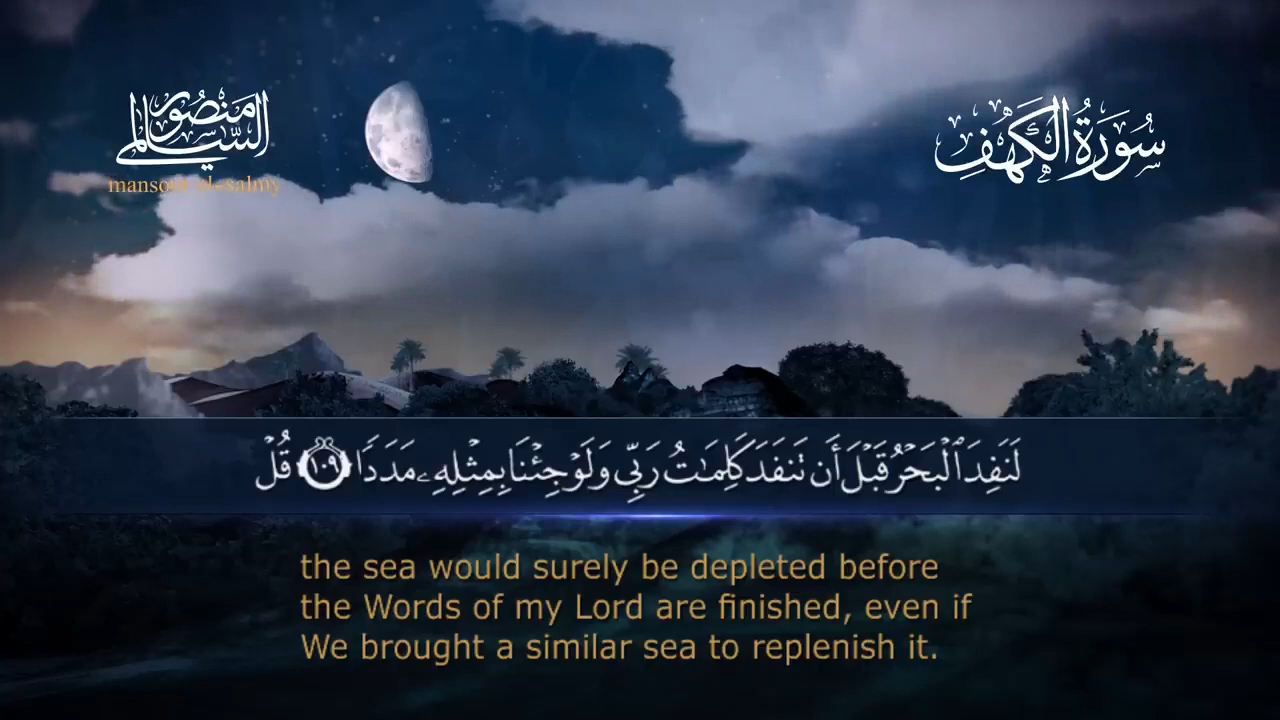 منصور السالمي
mansour al-salmy
سُورَةُ الكَهْفِ
لَنَفِدَ ٱلْبَحْرُ قَبْلَ أَن تَنفَدَ كَلِمَٰتُ رَبِّى وَلَوْ جِئْنَا بِمِثْلِهِۦ مَدَدًا ١٠٩ قُلْ
the sea would surely be depleted before
the Words of my Lord are finished, even if
We brought a similar sea to replenish it.